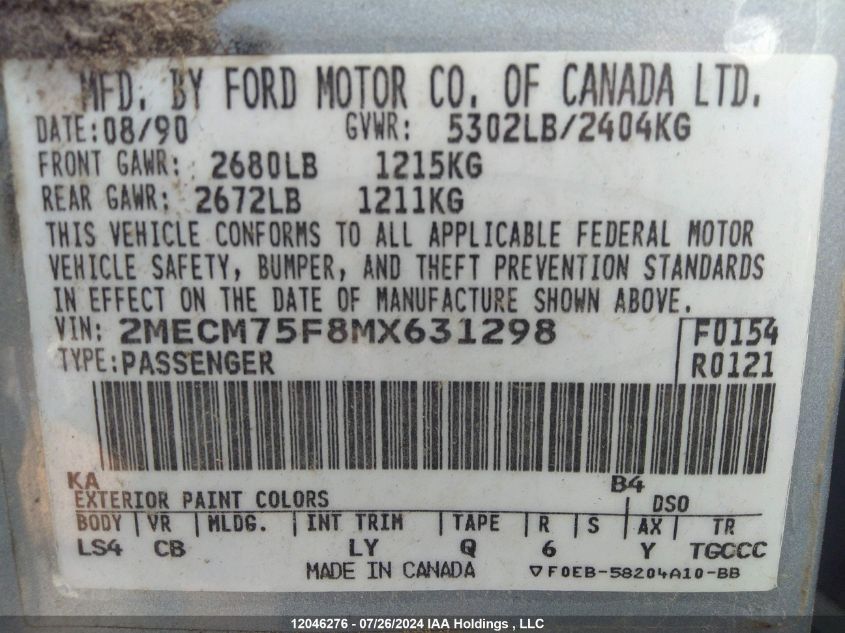 MFD. BY FORD MOTOR CO. OF CANADA LTD.
DATE:08/90 GVWR: 5302LB/2404KG
FRONT GAWR: 2680LB 1215KG
REAR GAWR: 2672LB 1211KG
THIS VEHICLE CONFORMS TO ALL APPLICABLE FEDERAL MOTOR
VEHICLE SAFETY, BUMPER, AND THEFT PREVENTION STANDARDS
IN EFFECT ON THE DATE OF MANUFACTURE SHOWN ABOVE.
VIN: 2MECM75F8MX631298 F0154
TYPE:PASSENGER R0121
KA B4
EXTERIOR PAINT COLORS DSO
BODY VR MLDG. INT TRIM TAPE R S AX TR
LS4 CB LY Q 6 Y TGCCC
MADE IN CANADA ▽F0EB-58204A10-BB
12046276 - 07/26/2024 IAA Holdings , LLC